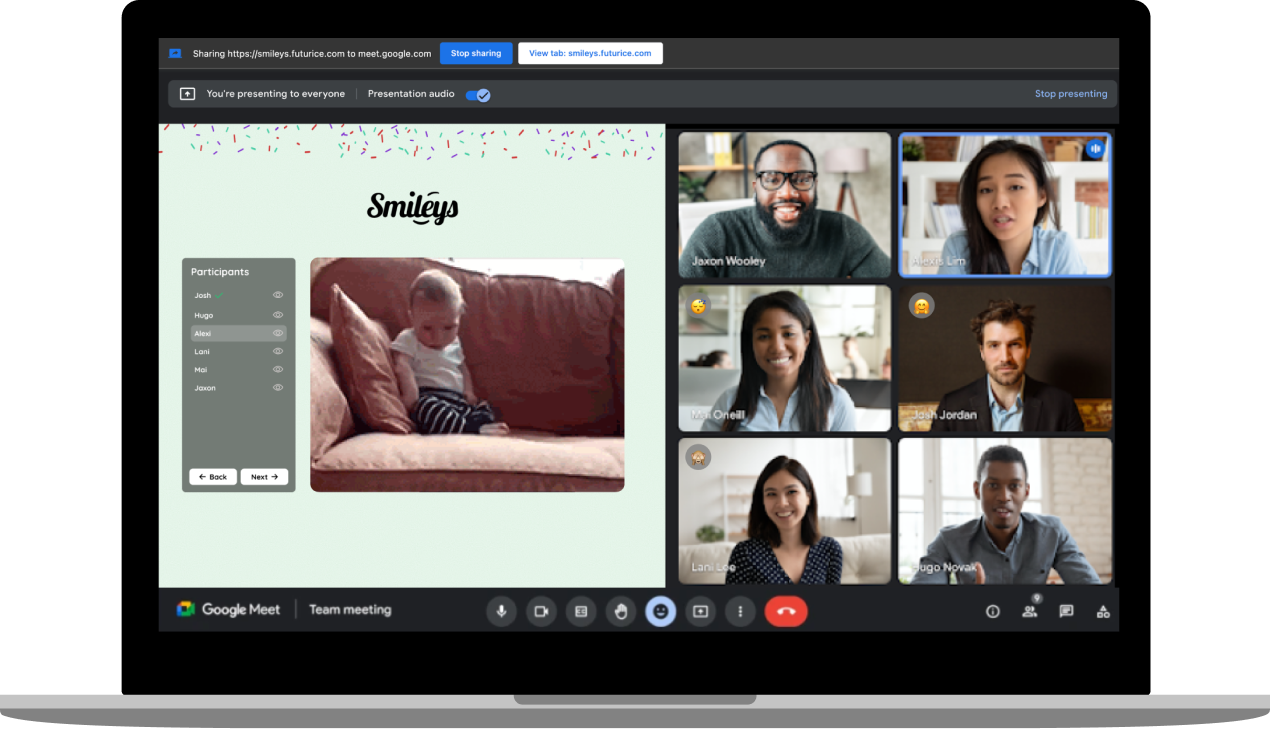 Sharing https://smileys.futurice.com to meet.google.com Stop sharing View tab: smileys.futurice.com
You're presenting to everyone Presentation audio Stop presenting
Smileys
Participants
Josh
Hugo
Alexi
Lani
Mai
Jaxon
← Back Next →
Jaxon Wooley
Alexis Lim
Mai Oneill
Josh Jordan
Lani Lee
Hugo Novak
Google Meet Team meeting
9